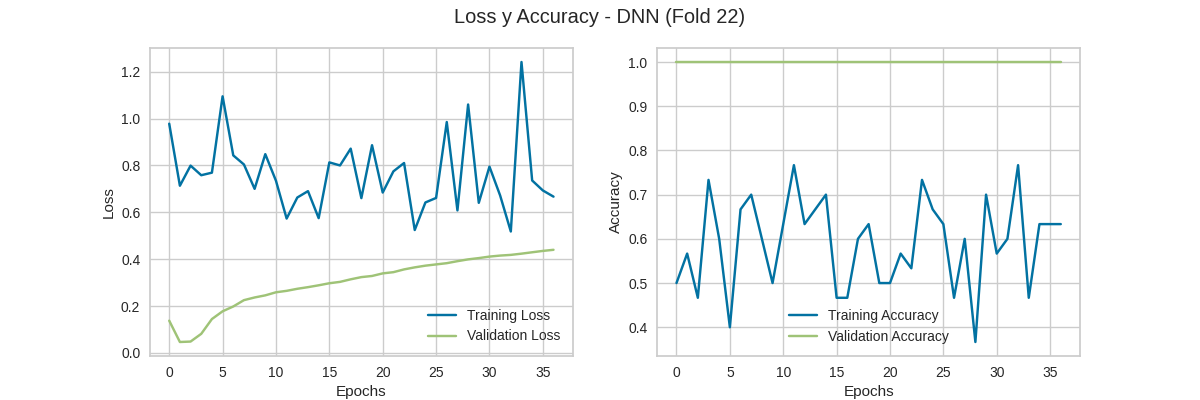 Loss y Accuracy - DNN (Fold 22)
Loss
1.2
1.0
0.8
0.6
0.4
0.2
0.0
0 5 10 15 20 25 30 35
Epochs
Training Loss
Validation Loss
Accuracy
1.0
0.9
0.8
0.7
0.6
0.5
0.4
0 5 10 15 20 25 30 35
Epochs
Training Accuracy
Validation Accuracy